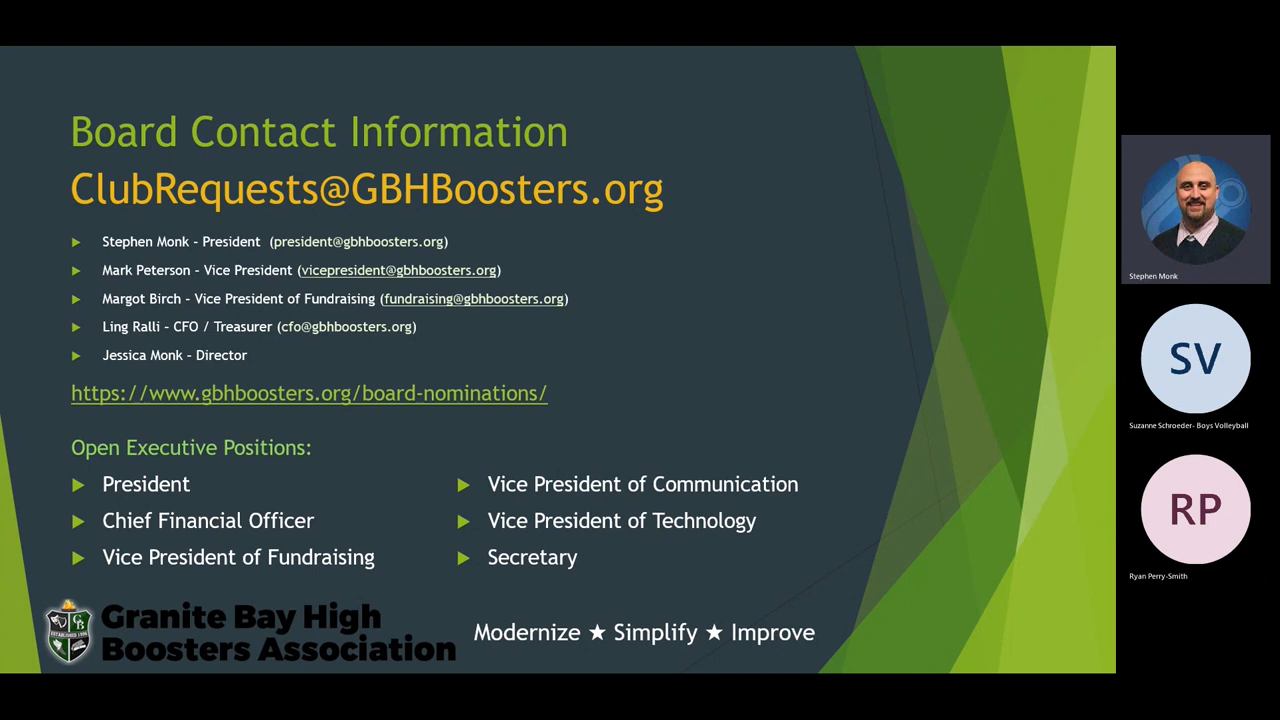 Board Contact Information
ClubRequests@GBHBoosters.org
Stephen Monk - President (president@gbhboosters.org)
Mark Peterson - Vice President (vicepresident@gbhboosters.org)
Margot Birch - Vice President of Fundraising (fundraising@gbhboosters.org)
Ling Ralli - CFO / Treasurer (cfo@gbhboosters.org)
Jessica Monk - Director
https://www.gbhboosters.org/board-nominations/
Open Executive Positions:
President
Chief Financial Officer
Vice President of Fundraising
Vice President of Communication
Vice President of Technology
Secretary
GB
Granite Bay High
Boosters Association
Modernize ★ Simplify ★ Improve
Stephen Monk
SV
Suzanne Schroeder- Boys Volleyball
RP
Ryan Perry-Smith